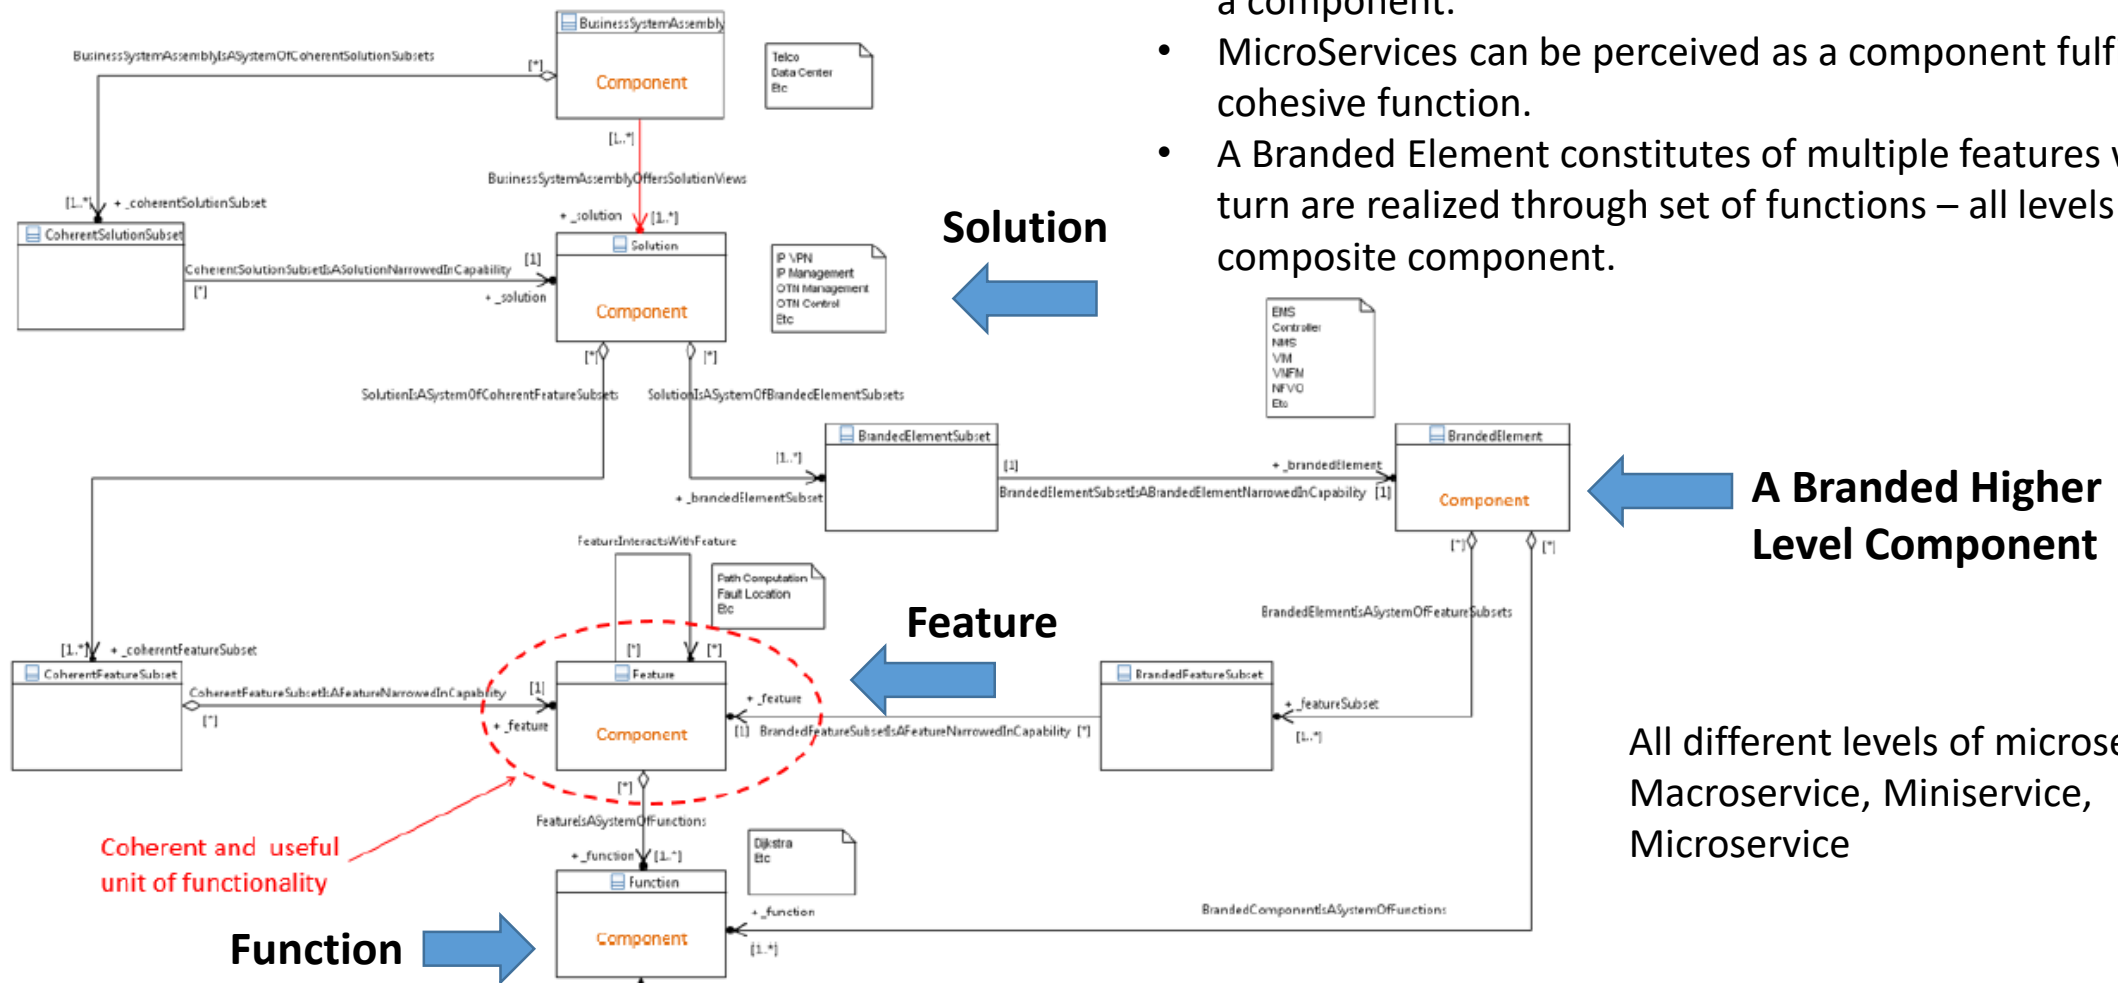 a component.
• MicroServices can be perceived as a component fulf
cohesive function.
• A Branded Element constitutes of multiple features
turn are realized through set of functions – all levels
composite component.
BusinessSystemAssembly
Component
Telco
Data Center
Etc
BusinessSystemAssemblyIsASystemOfCoherentSolutionSubsets
[*]
[1..*]
BusinessSystemAssemblyOffersSolutionViews
[1..*]
+ _coherentSolutionSubset
+ _solution
[1..*]
Solution
CoherentSolutionSubset
Solution
Component
CoherentSolutionSubsetIsASolutionNarrowedInCapability
[1]
[*]
+ _solution
IP VPN
IP Management
OTN Management
OTN Control
Etc
[*]
[*]
EMS
Controller
NMS
VIM
VNFM
NFVO
Etc
SolutionIsASystemOfCoherentFeatureSubsets
SolutionIsASystemOfBrandedElementSubsets
BrandedElementSubset
BrandedElement
Component
[1..*]
+ _brandedElementSubset
[1]
+ _brandedElement
BrandedElementSubsetIsABrandedElementNarrowedInCapability
[1]
A Branded Higher
Level Component
[*]
[*]
FeatureInteractsWithFeature
Path Computation
Fault Location
Etc
BrandedElementIsASystemOfFeatureSubsets
Feature
[1..*]
+ _coherentFeatureSubset
[*]
[*]
CoherentFeatureSubset
Feature
Component
BrandedFeatureSubset
CoherentFeatureSubsetIsAFeatureNarrowedInCapability
[1]
[*]
+ _feature
+ _feature
[1]
BrandedFeatureSubsetIsAFeatureNarrowedInCapability
[*]
+ _featureSubset
[1..*]
All different levels of microse
Macroservice, Miniservice,
Microservice
[*]
FeatureIsASystemOfFunctions
Coherent and useful
unit of functionality
+ _function
[1..*]
Dijkstra
Etc
Function
Component
Function
+ _function
[1..*]
BrandedComponentIsASystemOfFunctions